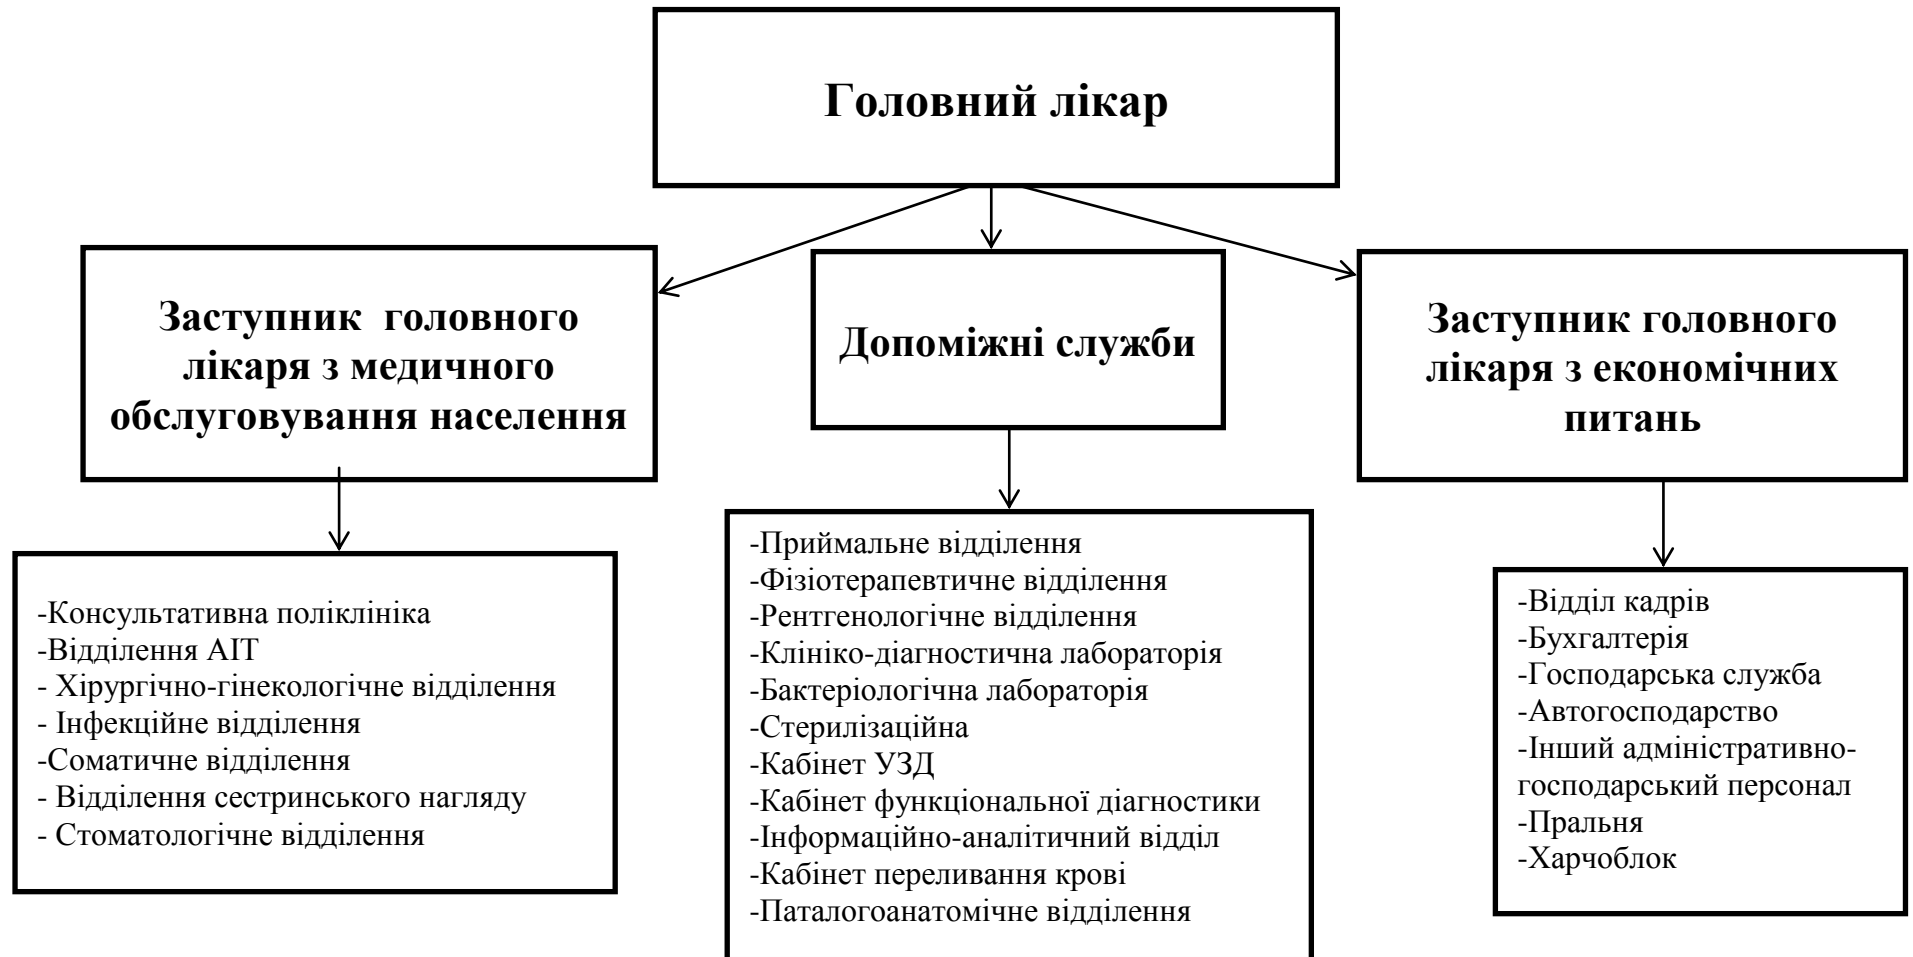 Головний лікар
Заступник головного
лікаря з медичного
обслуговування населення
Допоміжні служби
Заступник головного
лікаря з економічних
питань
-Консультативна поліклініка
-Відділення АІТ
- Хірургічно-гінекологічне відділення
- Інфекційне відділення
-Соматичне відділення
- Відділення сестринського нагляду
- Стоматологічне відділення
-Приймальне відділення
-Фізіотерапевтичне відділення
-Рентгенологічне відділення
-Клініко-діагностична лабораторія
-Бактеріологічна лабораторія
-Стерилізаційна
-Кабінет УЗД
-Кабінет функціональної діагностики
-Інформаційно-аналітичний відділ
-Кабінет переливання крові
-Паталогоанатомічне відділення
-Відділ кадрів
-Бухгалтерія
-Господарська служба
-Автогосподарство
-Інший адміністративно-
господарський персонал
-Пральня
-Харчоблок